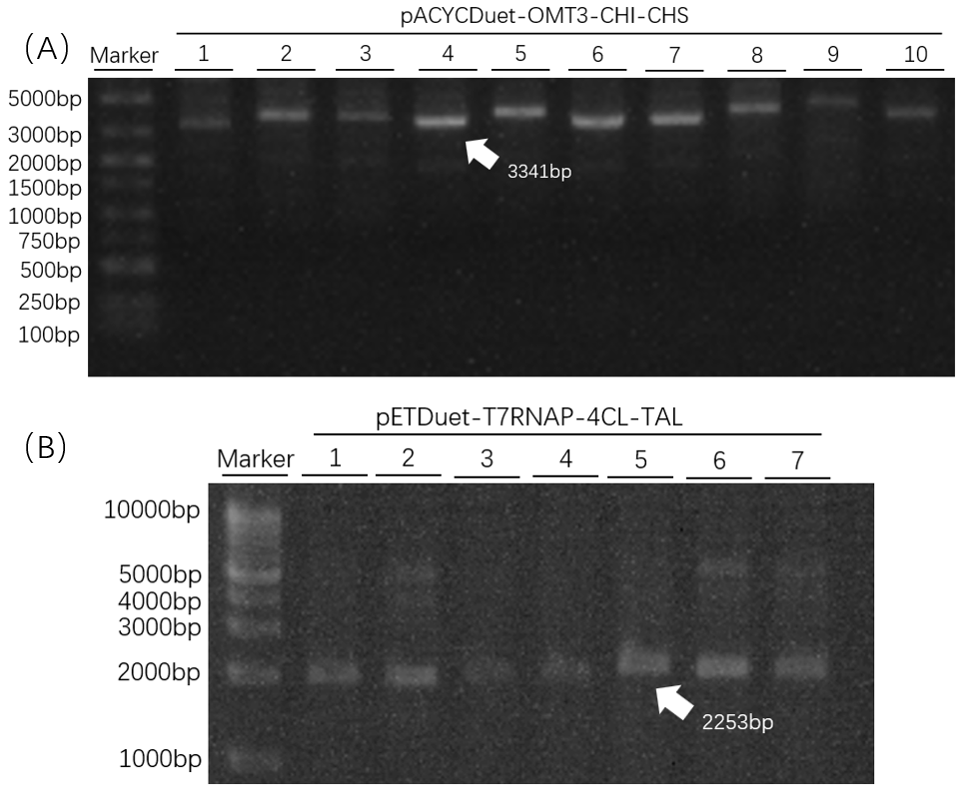 pACYCDuet-OMT3-CHI-CHS
(A)
Marker 1 2 3 4 5 6 7 8 9 10
5000bp
3000bp
2000bp
1500bp
1000bp
750bp
500bp
250bp
100bp
3341bp
pETDuet-T7RNAP-4CL-TAL
(B)
Marker 1 2 3 4 5 6 7
10000bp
5000bp
4000bp
3000bp
2000bp
1000bp
2253bp